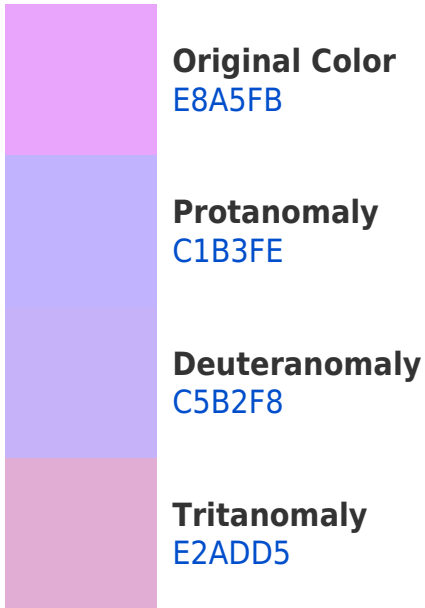 Original Color
E8A5FB
Protanomaly
C1B3FE
Deuteranomaly
C5B2F8
Tritanomaly
E2ADD5